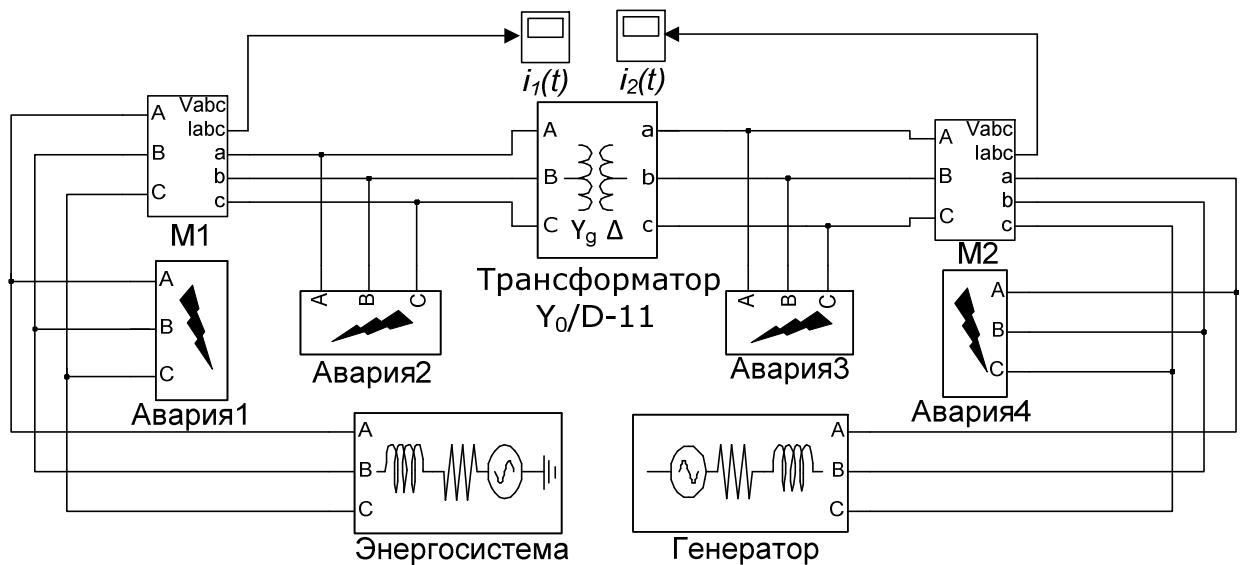 i₁(t)
i₂(t)
A
B
C
Vabc
Iabc
a
b
c
M1
A
B
C
a
b
c
Yg Δ
Трансформатор
Y₀/D-11
A
B
C
Vabc
Iabc
a
b
c
M2
A
B
C
Авария1
A B C
Авария2
A B C
Авария3
A
B
C
Авария4
A
B
C
Энергосистема
A
B
C
Генератор